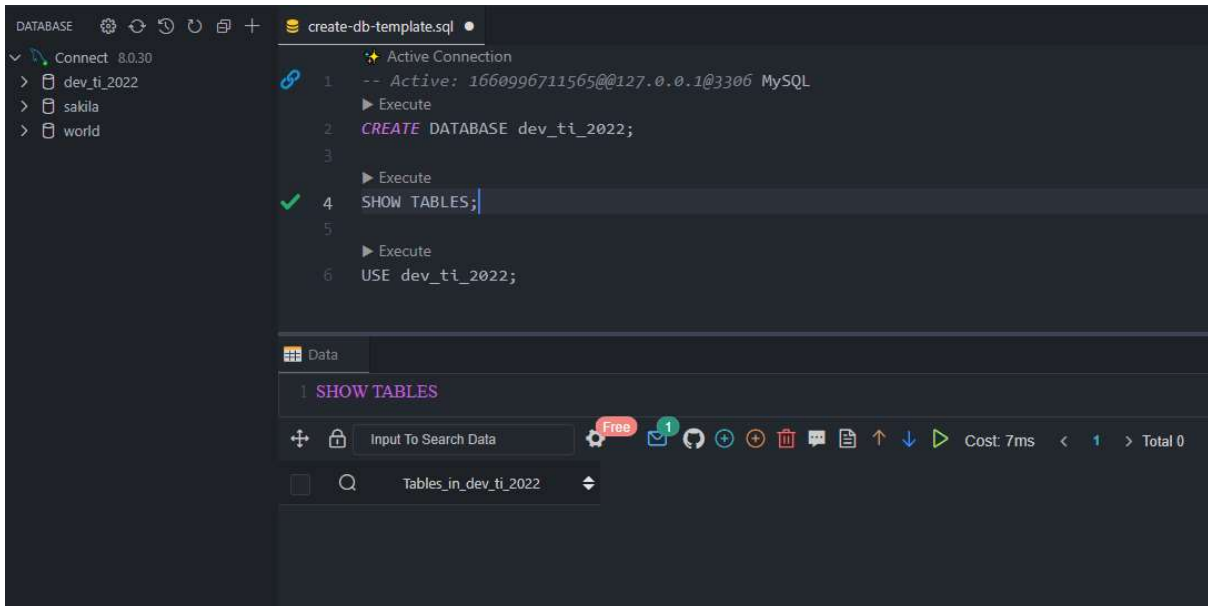 DATABASE
Connect 8.0.30
dev_ti_2022
sakila
world
create-db-template.sql
Active Connection
1 -- Active: 1660996711565@@127.0.0.1@3306 MySQL
Execute
2 CREATE DATABASE dev_ti_2022;
3
Execute
4 SHOW TABLES;
5
Execute
6 USE dev_ti_2022;
Data
1 SHOW TABLES
Input To Search Data Free 1 Cost: 7ms < 1 > Total 0
Tables_in_dev_ti_2022